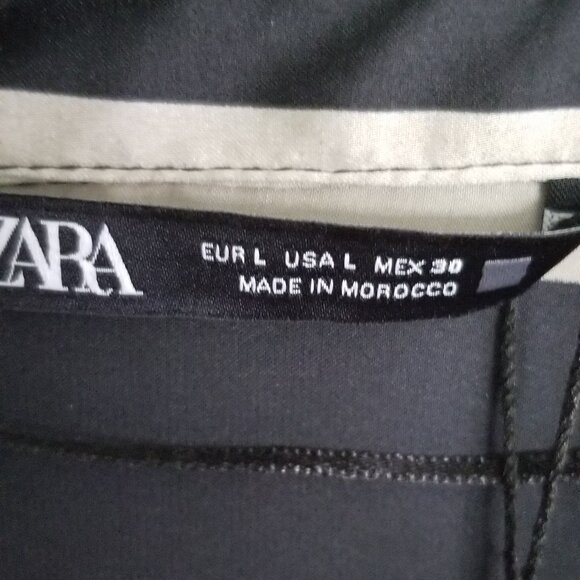 ZARA
EUR L USA L MEX 30
MADE IN MOROCCO